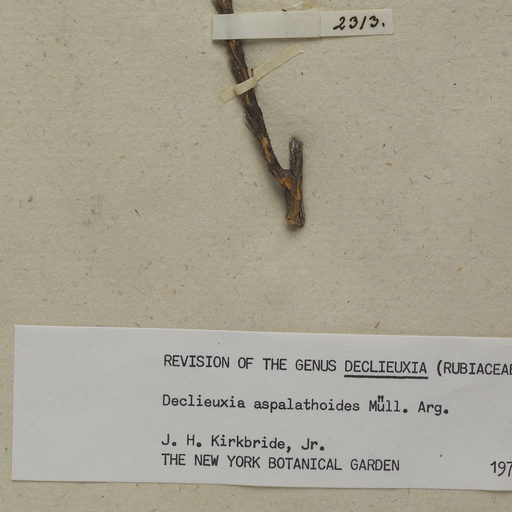 2313.
REVISION OF THE GENUS DECLIEUXIA (RUBIACEAE
Declieuxia aspalathoides Müll. Arg.
J. H. Kirkbride, Jr.
THE NEW YORK BOTANICAL GARDEN 197